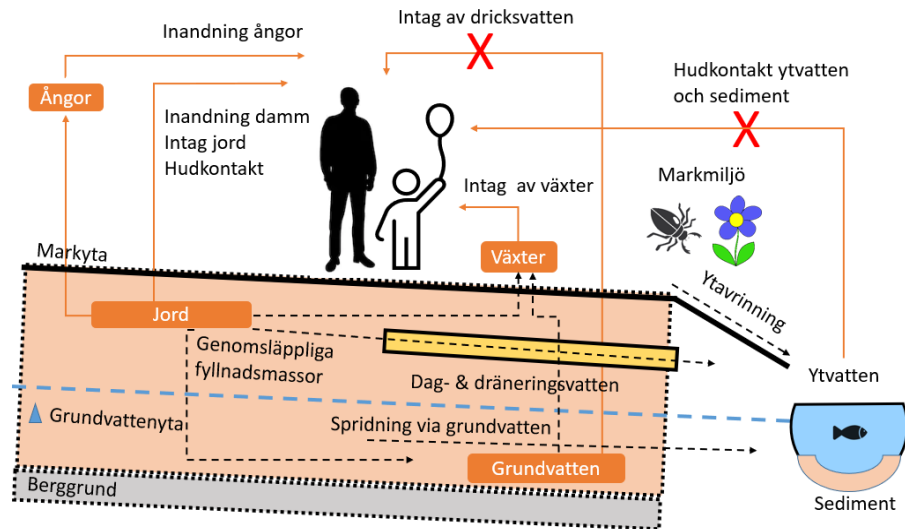 Inandning ångor
Intag av dricksvatten
X
Hudkontakt ytvatten
och sediment
X
Ångor
Inandning damm
Intag jord
Hudkontakt
Intag av växter
Markmiljö
Markyta
Växter
Ytavrinning
Jord
Genomsläppliga
fyllnadsmassor
Dag- & dräneringsvatten
Ytvatten
Grundvattenyta
Spridning via grundvatten
Grundvatten
Berggrund
Sediment